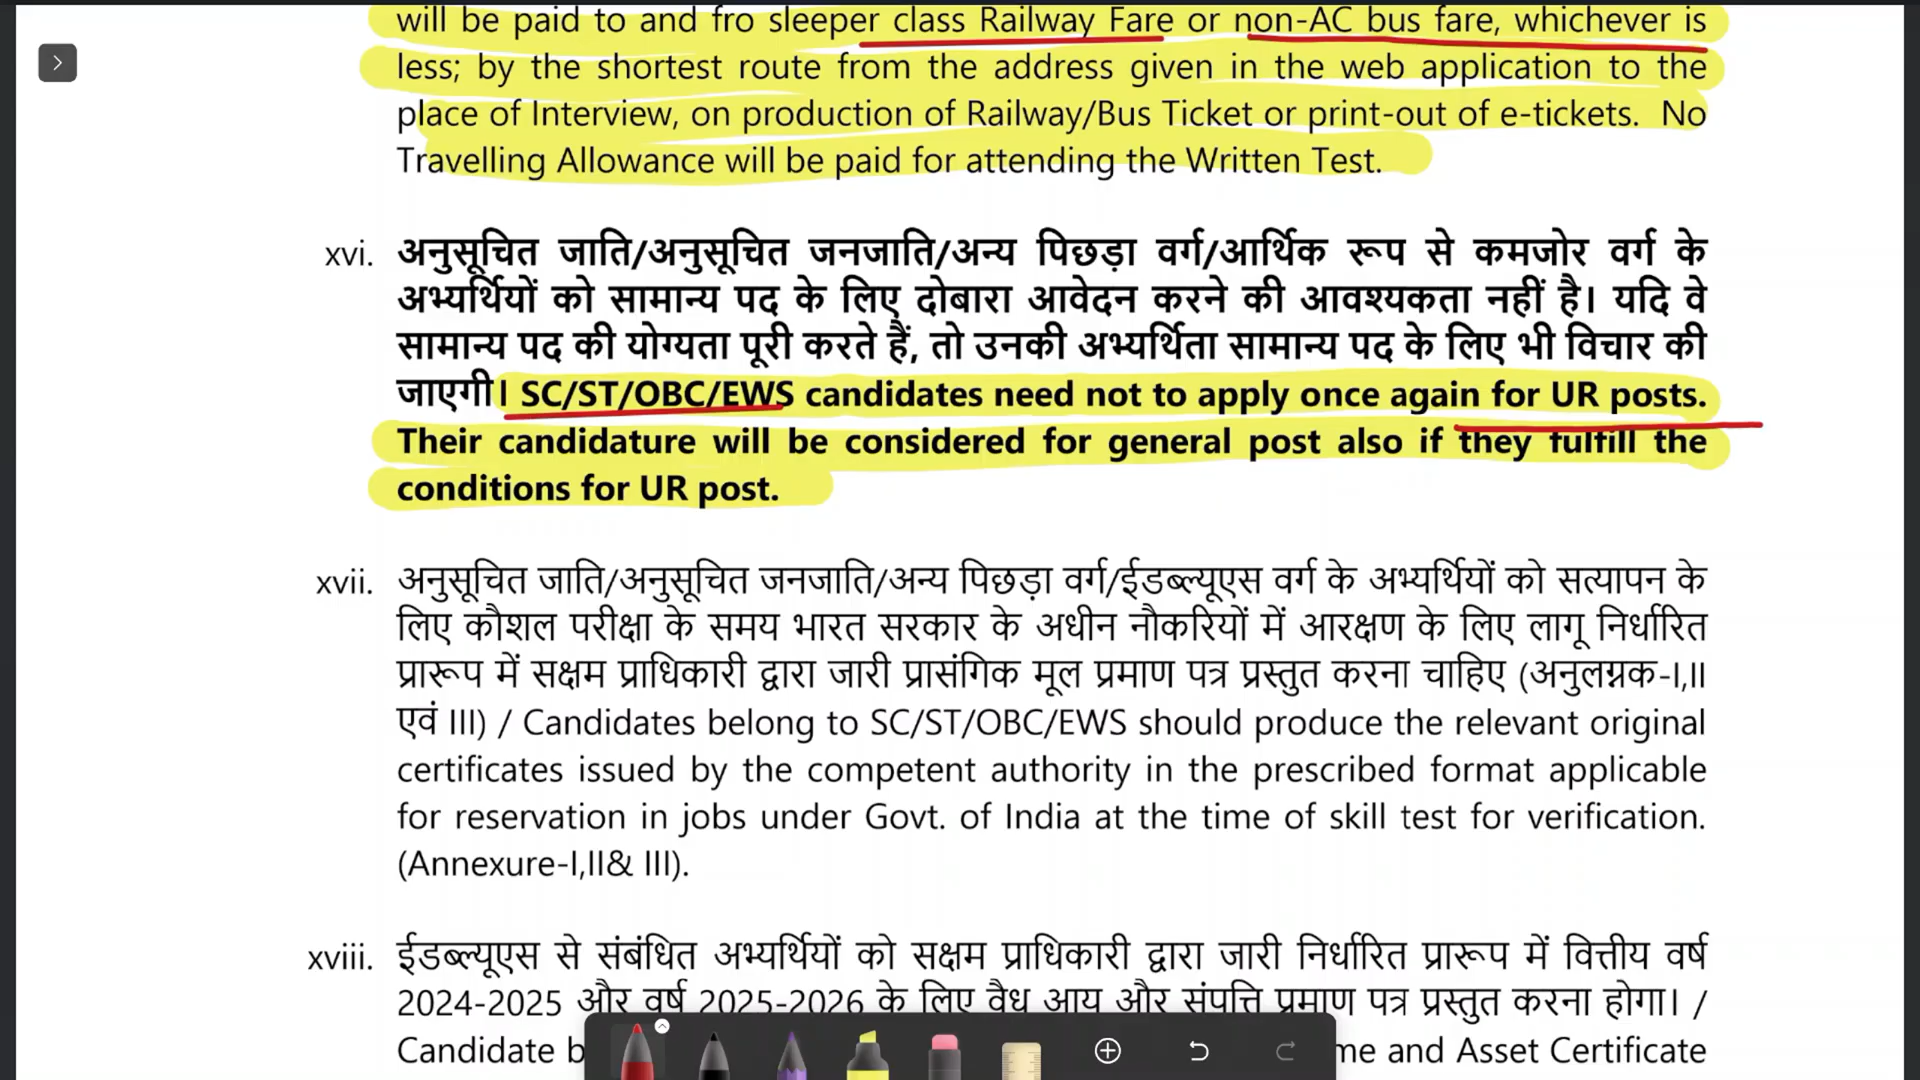 will be paid to and fro sleeper class Railway Fare or non-AC bus fare, whichever is
less; by the shortest route from the address given in the web application to the
place of Interview, on production of Railway/Bus Ticket or print-out of e-tickets. No
Travelling Allowance will be paid for attending the Written Test.
xvi. अनुसूचित जाति/अनुसूचित जनजाति/अन्य पिछड़ा वर्ग/आर्थिक रूप से कमजोर वर्ग के
अभ्यर्थियों को सामान्य पद के लिए दोबारा आवेदन करने की आवश्यकता नहीं है। यदि वे
सामान्य पद की योग्यता पूरी करते हैं, तो उनकी अभ्यर्थिता सामान्य पद के लिए भी विचार की
जाएगी। SC/ST/OBC/EWS candidates need not to apply once again for UR posts.
Their candidature will be considered for general post also if they fulfill the
conditions for UR post.
xvii. अनुसूचित जाति/अनुसूचित जनजाति/अन्य पिछड़ा वर्ग/ईडब्ल्यूएस वर्ग के अभ्यर्थियों को सत्यापन के
लिए कौशल परीक्षा के समय भारत सरकार के अधीन नौकरियों में आरक्षण के लिए लागू निर्धारित
प्रारूप में सक्षम प्राधिकारी द्वारा जारी प्रासंगिक मूल प्रमाण पत्र प्रस्तुत करना चाहिए (अनुलग्नक-I,II
एवं III) / Candidates belong to SC/ST/OBC/EWS should produce the relevant original
certificates issued by the competent authority in the prescribed format applicable
for reservation in jobs under Govt. of India at the time of skill test for verification.
(Annexure-I,II& III).
xviii. ईडब्ल्यूएस से संबंधित अभ्यर्थियों को सक्षम प्राधिकारी द्वारा जारी निर्धारित प्रारूप में वित्तीय वर्ष
2024-2025 और वर्ष 2025-2026 के लिए वैध आय और संपत्ति प्रमाण पत्र प्रस्तुत करना होगा। /
Candidate and Asset Certificate